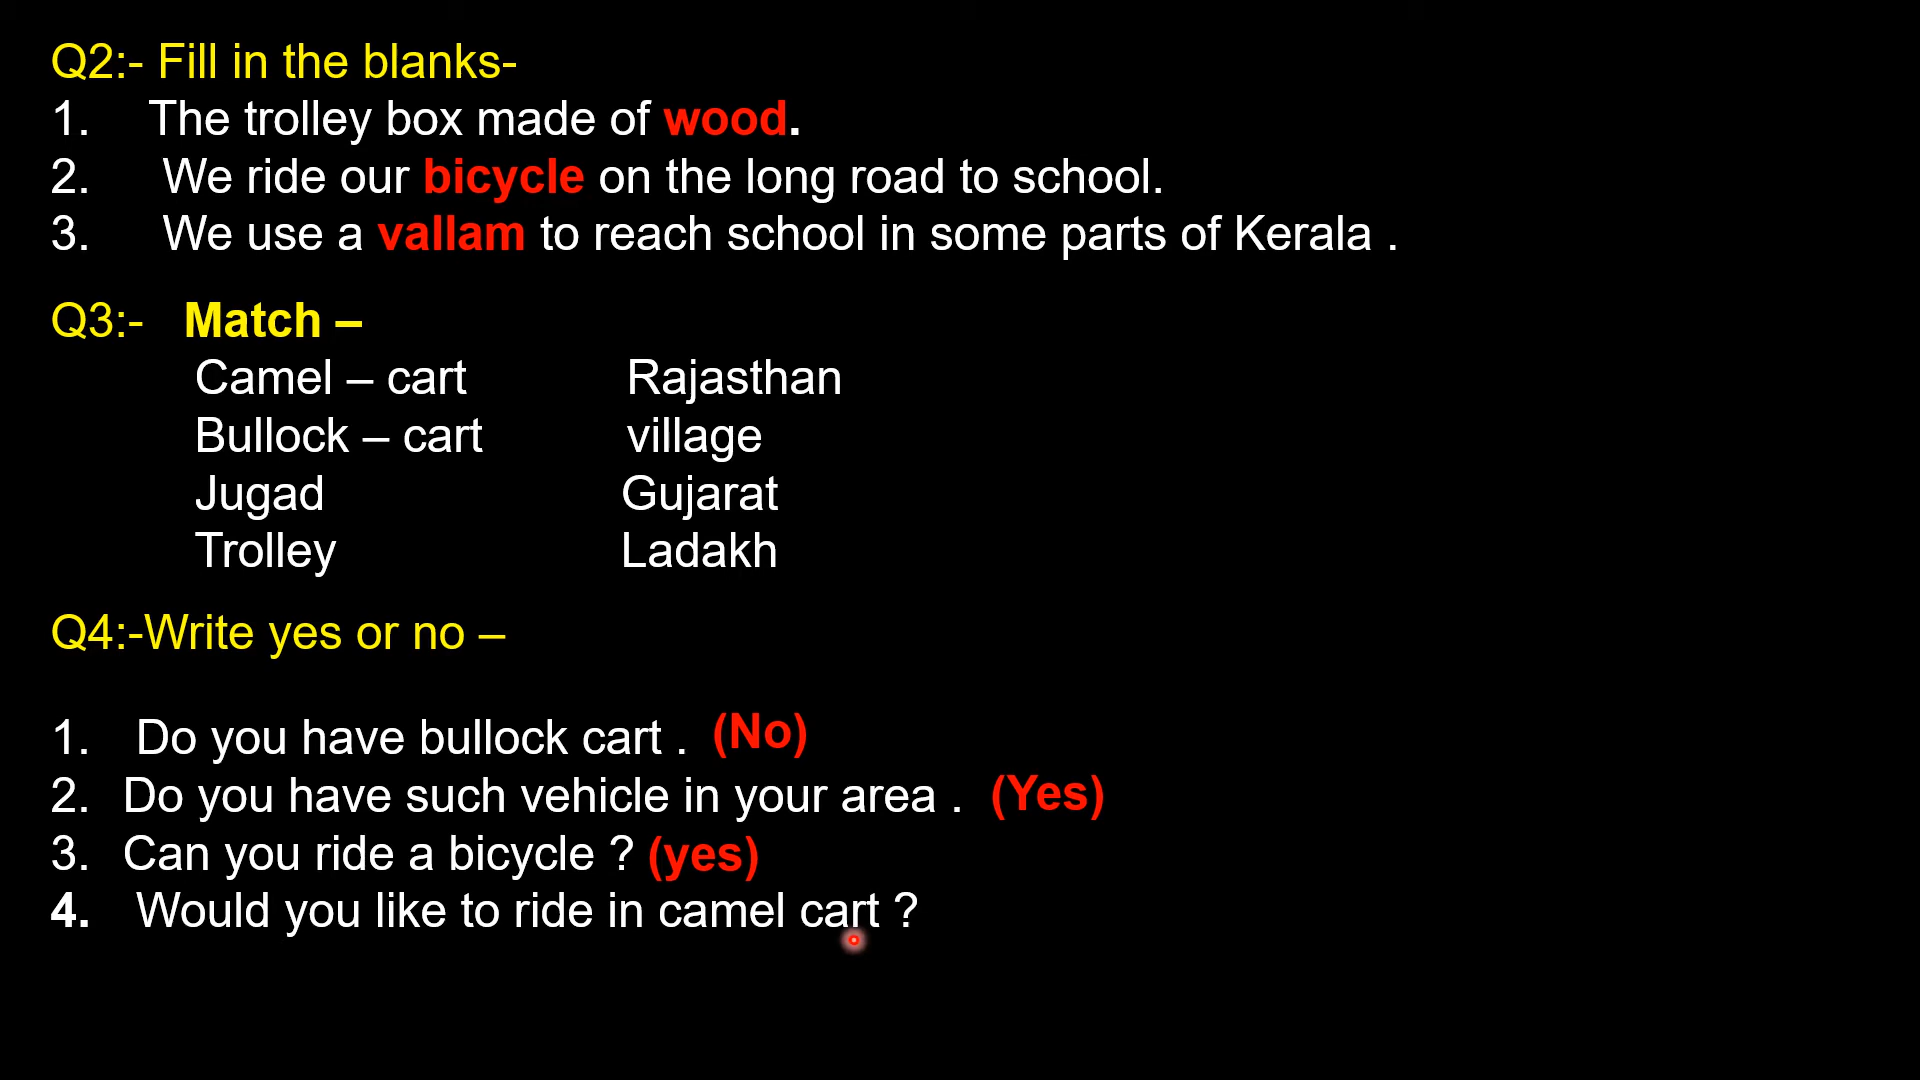 Q2:- Fill in the blanks-
1. The trolley box made of wood.
2. We ride our bicycle on the long road to school.
3. We use a vallam to reach school in some parts of Kerala .
Q3:- Match –
Camel – cart Rajasthan
Bullock – cart village
Jugad Gujarat
Trolley Ladakh
Q4:-Write yes or no –
1. Do you have bullock cart . (No)
2. Do you have such vehicle in your area . (Yes)
3. Can you ride a bicycle ? (yes)
4. Would you like to ride in camel cart ?